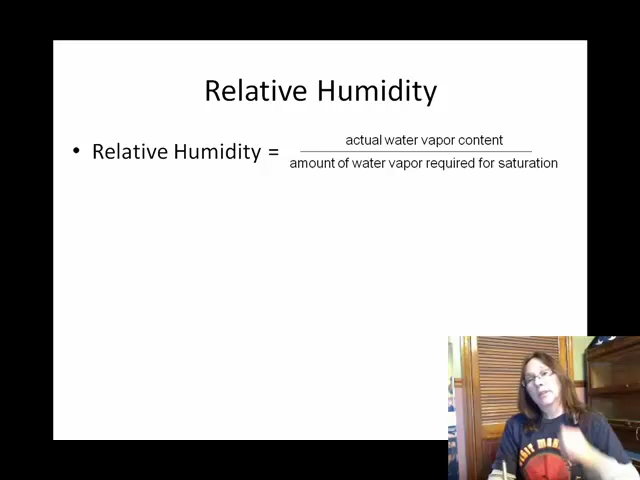 Relative Humidity
• Relative Humidity =
actual water vapor content
amount of water vapor required for saturation